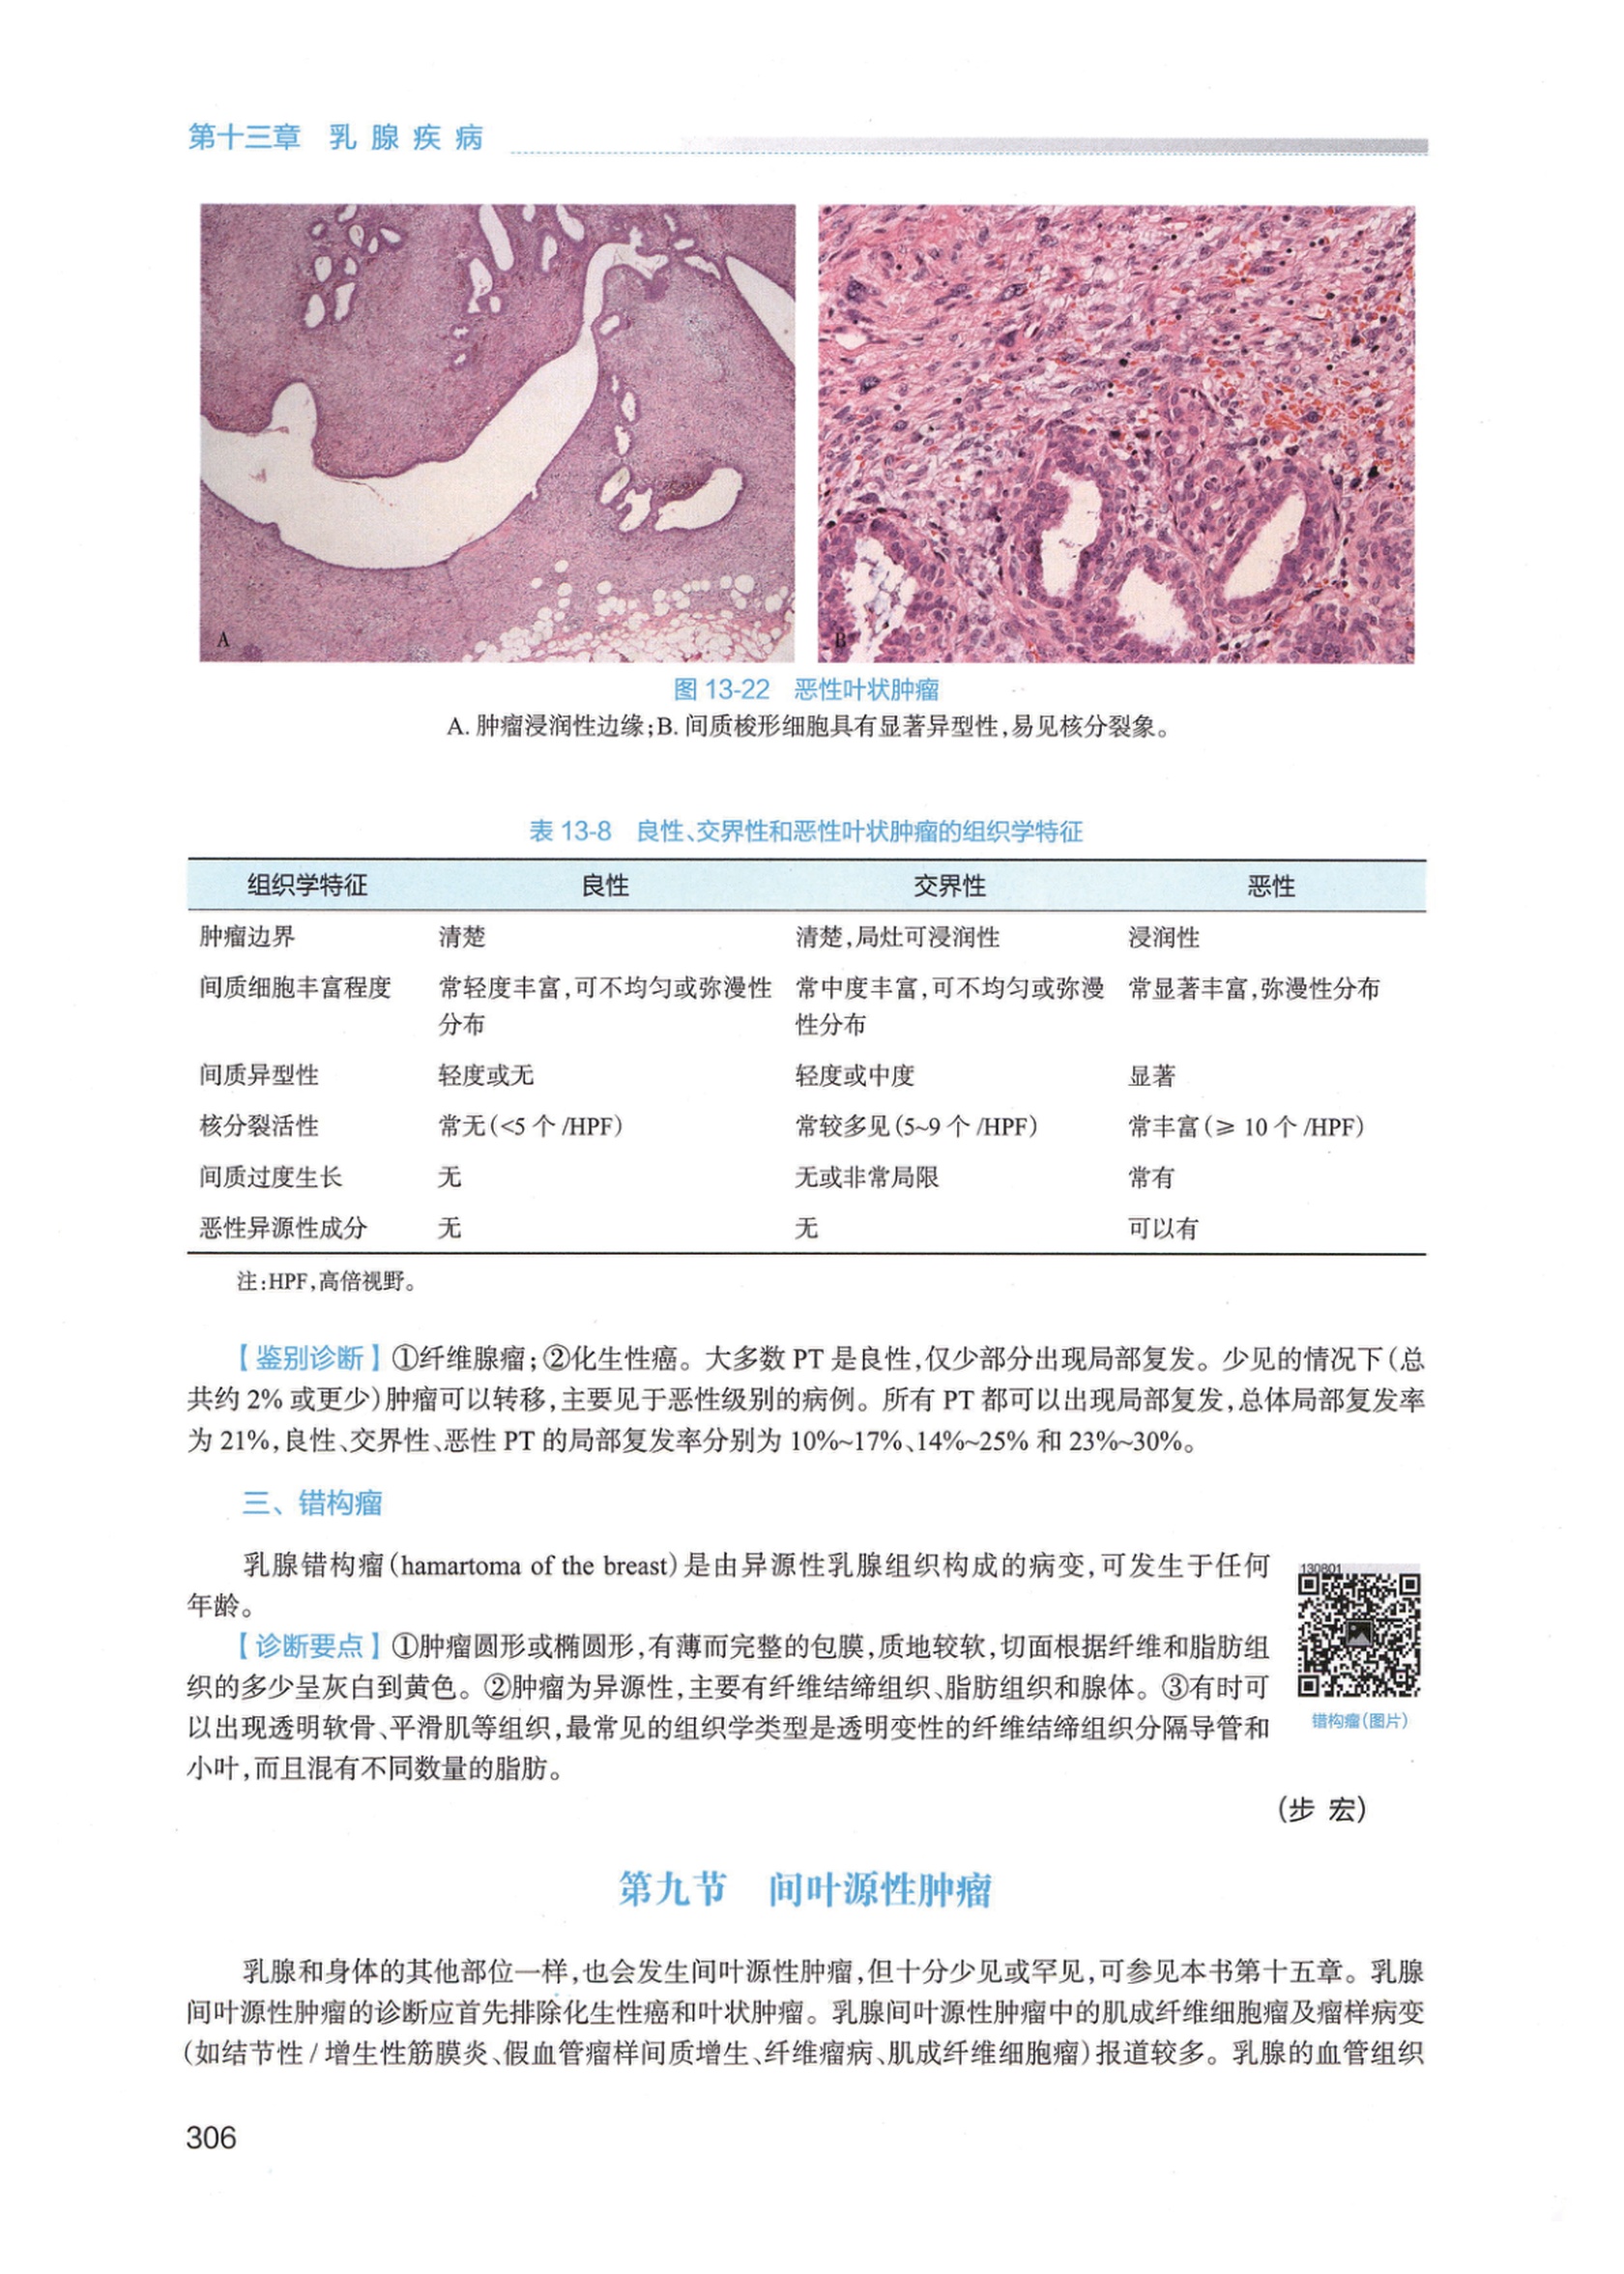 第十三章 乳腺疾病
A
B
图 13-22 恶性叶状肿瘤
A. 肿瘤浸润性边缘;B. 间质梭形细胞具有显著异型性,易见核分裂象。
表 13-8 良性、交界性和恶性叶状肿瘤的组织学特征
组织学特征 良性 交界性 恶性
肿瘤边界 清楚 清楚,局灶可浸润性 浸润性
间质细胞丰富程度 常轻度丰富,可不均匀或弥漫性 常中度丰富,可不均匀或弥漫 常显著丰富,弥漫性分布
分布 性分布
间质异型性 轻度或无 轻度或中度 显著
核分裂活性 常无(<5 个 /HPF) 常较多见(5~9 个 /HPF) 常丰富(≥ 10 个 /HPF)
间质过度生长 无 无或非常局限 常有
恶性异源性成分 无 无 可以有
注:HPF,高倍视野。
【鉴别诊断】①纤维腺瘤;②化生性癌。大多数 PT 是良性,仅少部分出现局部复发。少见的情况下(总
共约 2% 或更少)肿瘤可以转移,主要见于恶性级别的病例。所有 PT 都可以出现局部复发,总体局部复发率
为 21%,良性、交界性、恶性 PT 的局部复发率分别为 10%~17%、14%~25% 和 23%~30%。
三、错构瘤
乳腺错构瘤(hamartoma of the breast)是由异源性乳腺组织构成的病变,可发生于任何
年龄。
【诊断要点】①肿瘤圆形或椭圆形,有薄而完整的包膜,质地较软,切面根据纤维和脂肪组
织的多少呈灰白到黄色。②肿瘤为异源性,主要有纤维结缔组织、脂肪组织和腺体。③有时可
以出现透明软骨、平滑肌等组织,最常见的组织学类型是透明变性的纤维结缔组织分隔导管和
小叶,而且混有不同数量的脂肪。
130801
错构瘤(图片)
(步 宏)
第九节 间叶源性肿瘤
乳腺和身体的其他部位一样,也会发生间叶源性肿瘤,但十分少见或罕见,可参见本书第十五章。乳腺
间叶源性肿瘤的诊断应首先排除化生性癌和叶状肿瘤。乳腺间叶源性肿瘤中的肌成纤维细胞瘤及瘤样病变
(如结节性 / 增生性筋膜炎、假血管瘤样间质增生、纤维瘤病、肌成纤维细胞瘤)报道较多。乳腺的血管组织
306